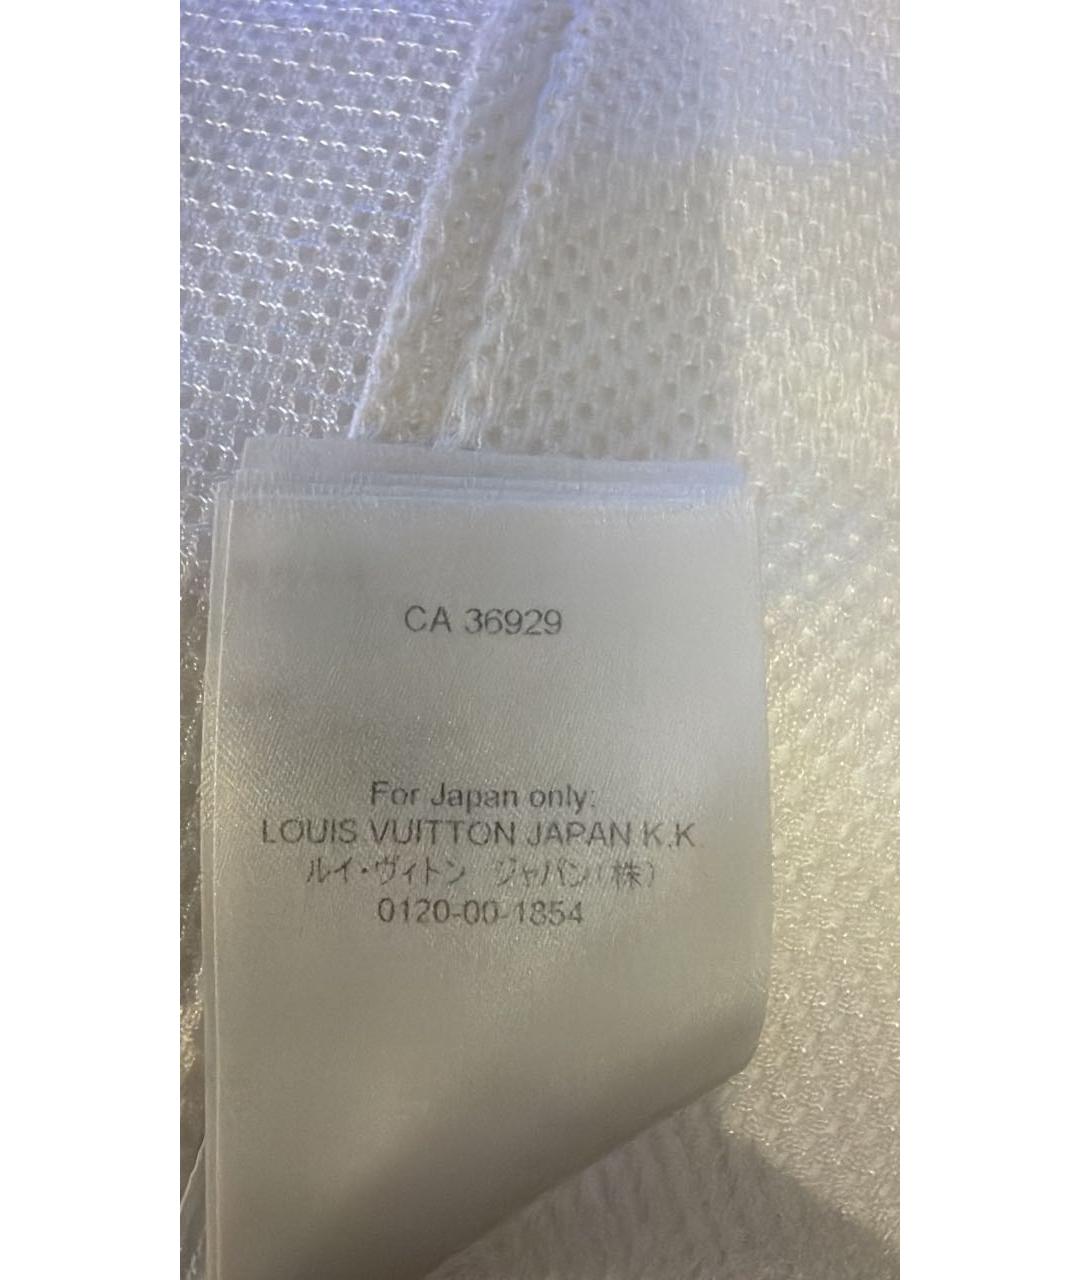 CA 36929
For Japan only:
LOUIS VUITTON JAPAN K.K.
ルイ・ヴィトン ジャパン(株)
0120-00-1854